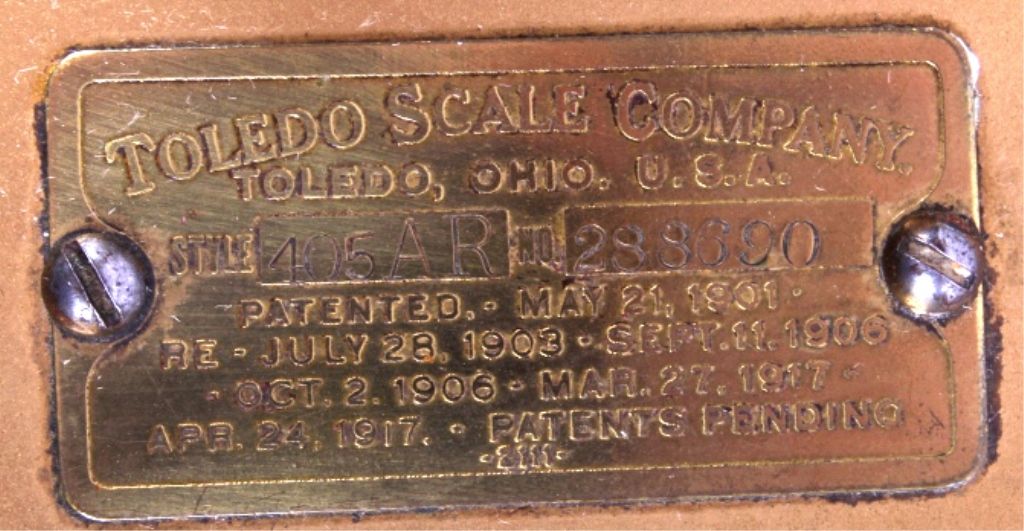 TOLEDO SCALE COMPANY.
TOLEDO, OHIO. U.S.A.
STYLE 405AR NO. 288690
PATENTED. · MAY 21, 1901 ·
RE - JULY 28, 1903 · SEPT. 11. 1906
· OCT. 2. 1906 · MAR. 27. 1917 ·
APR. 24, 1917. · PATENTS PENDING
-2111-